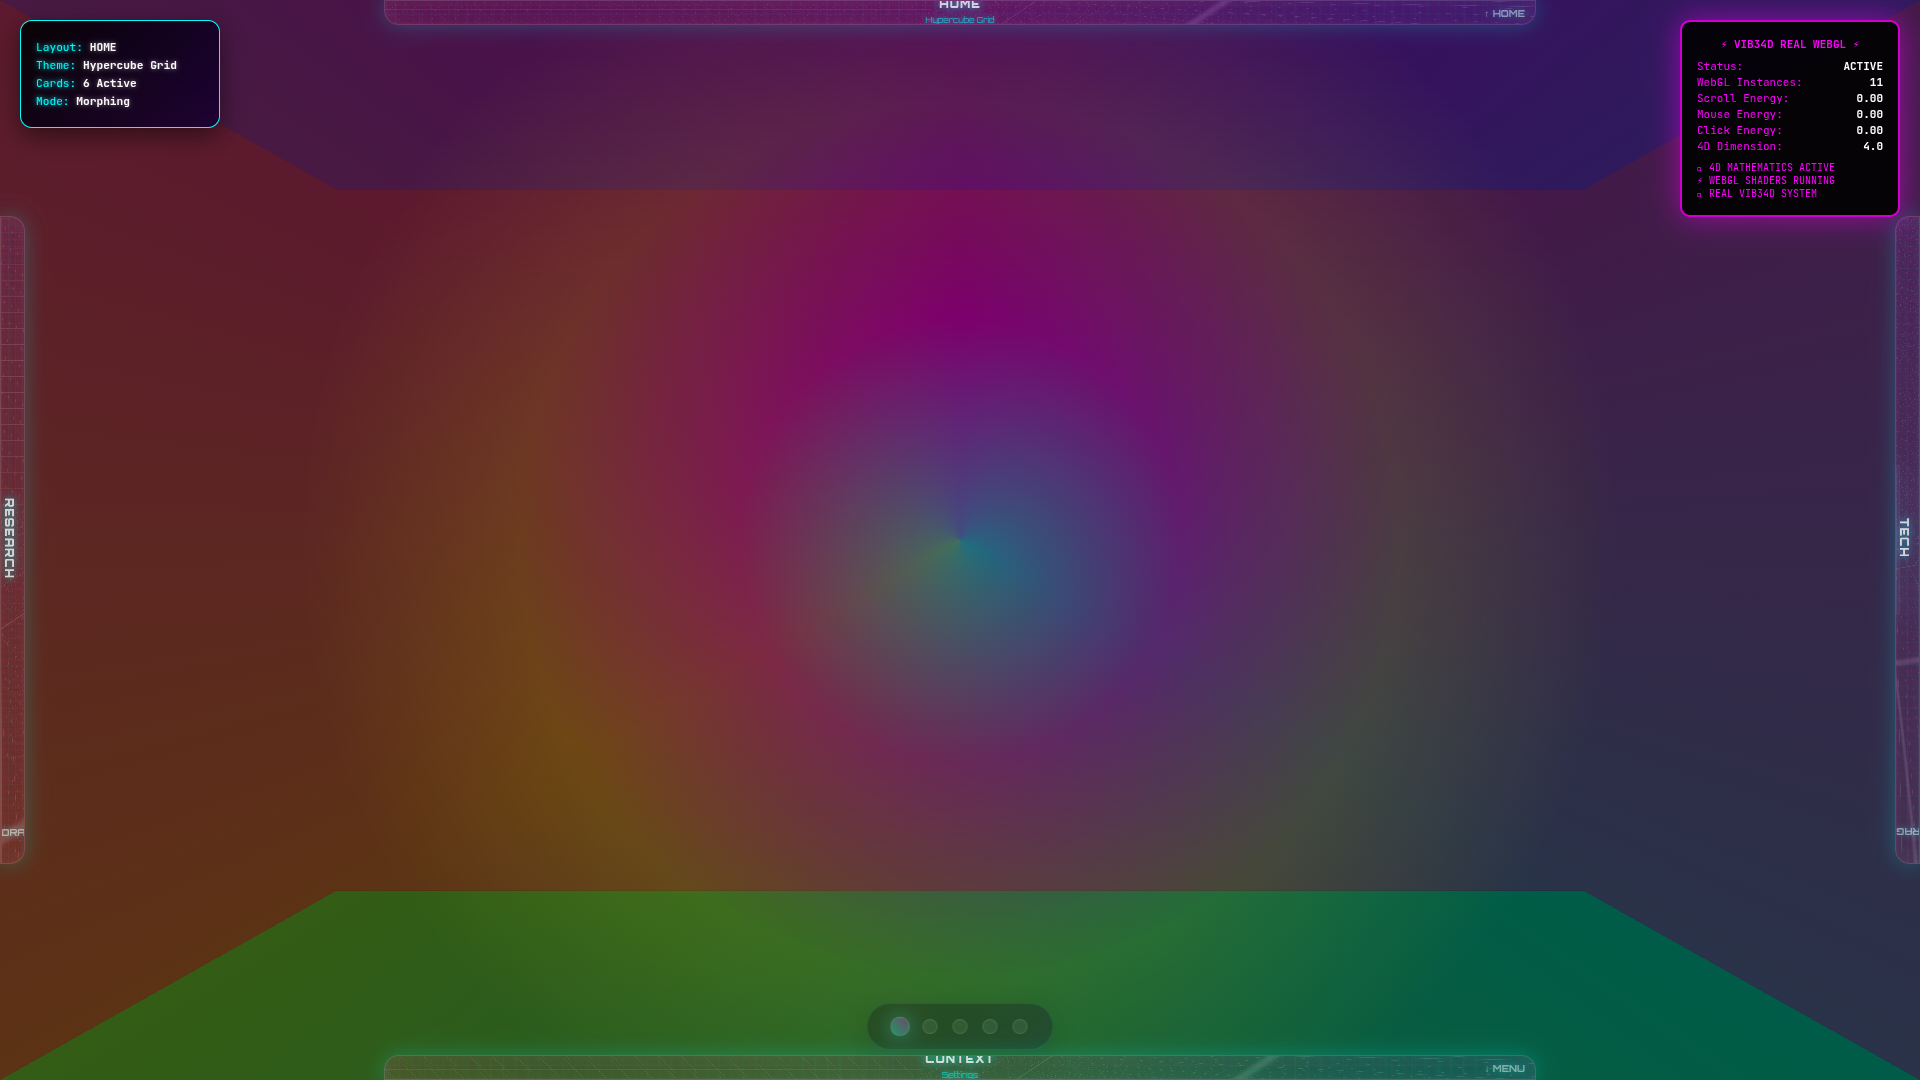 HOME
Hypercube Grid
↑ HOME
Layout: HOME
Theme: Hypercube Grid
Cards: 6 Active
Mode: Morphing
⚡ VIB34D REAL WEBGL ⚡
Status: ACTIVE
WebGL Instances: 11
Scroll Energy: 0.00
Mouse Energy: 0.00
Click Energy: 0.00
4D Dimension: 4.0
4D MATHEMATICS ACTIVE
⚡ WEBGL SHADERS RUNNING
REAL VIB34D SYSTEM
RESEARCH
DRA
TECH
RAG
CONTEXT
Settings
↓ MENU